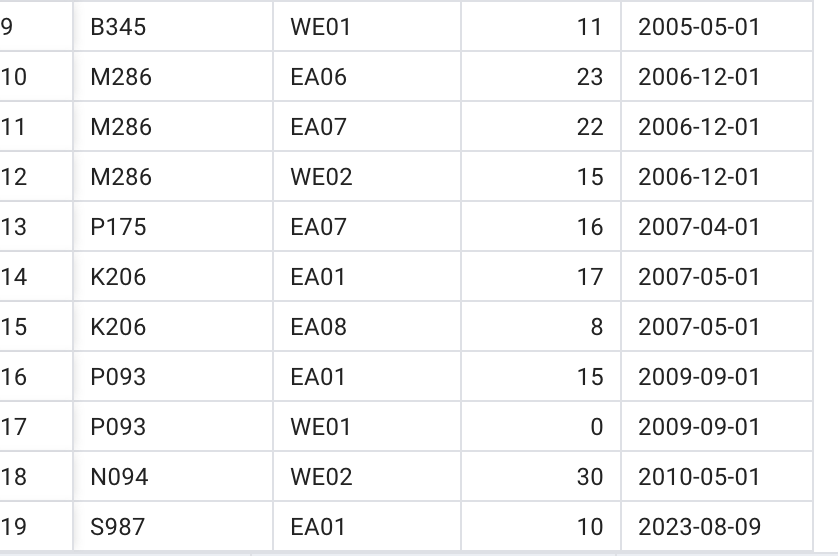 9 B345 WE01 11 2005-05-01
10 M286 EA06 23 2006-12-01
11 M286 EA07 22 2006-12-01
12 M286 WE02 15 2006-12-01
13 P175 EA07 16 2007-04-01
14 K206 EA01 17 2007-05-01
15 K206 EA08 8 2007-05-01
16 P093 EA01 15 2009-09-01
17 P093 WE01 0 2009-09-01
18 N094 WE02 30 2010-05-01
19 S987 EA01 10 2023-08-09